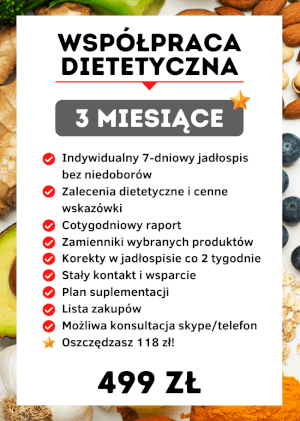 WSPÓŁPRACA
DIETETYCZNA
3 MIESIĄCE
Indywidualny 7-dniowy jadłospis
bez niedoborów
Zalecenia dietetyczne i cenne
wskazówki
Cotygodniowy raport
Zamienniki wybranych produktów
Korekty w jadłospisie co 2 tygodnie
Stały kontakt i wsparcie
Plan suplementacji
Lista zakupów
Możliwa konsultacja skype/telefon
Oszczędzasz 118 zł!
499 ZŁ